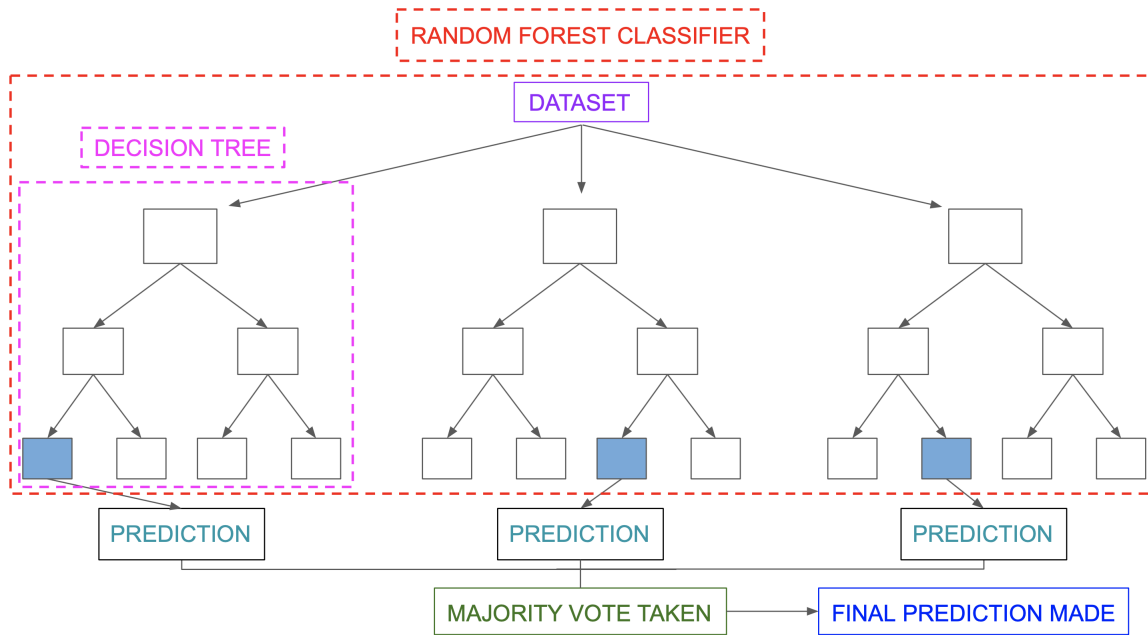 RANDOM FOREST CLASSIFIER
DATASET
DECISION TREE
PREDICTION
PREDICTION
PREDICTION
MAJORITY VOTE TAKEN
FINAL PREDICTION MADE